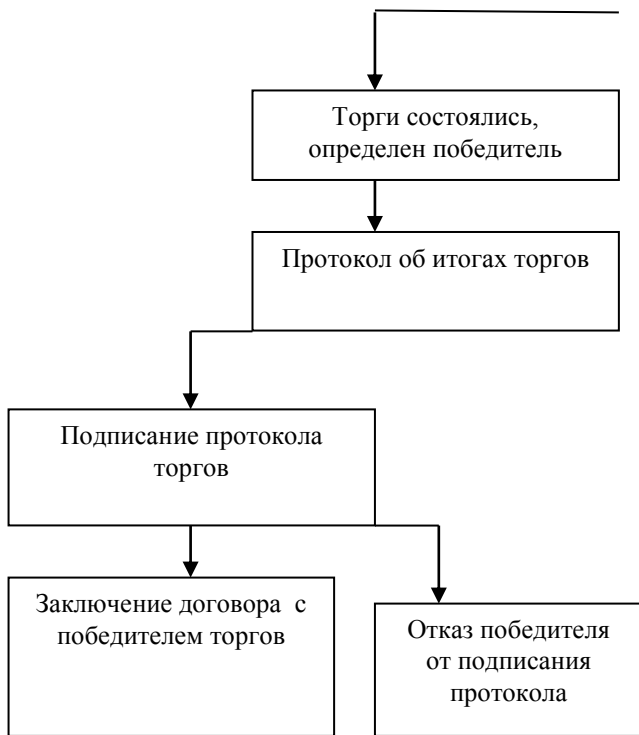 Торги состоялись,
определен победитель
Протокол об итогах торгов
Подписание протокола
торгов
Заключение договора с
победителем торгов
Отказ победителя
от подписания
протокола